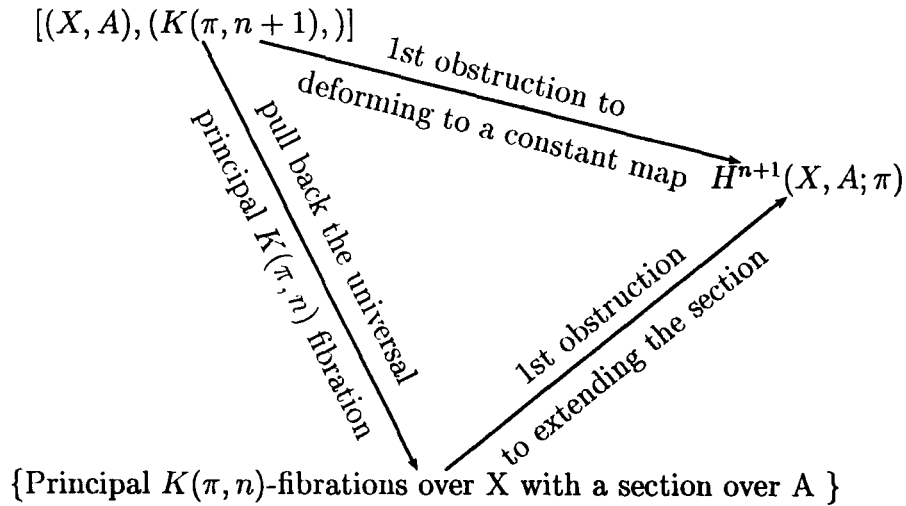 [(X, A), (K(π, n + 1), )]
1st obstruction to
deforming to a constant map
H^{n+1}(X, A; π)
pull back the universal
principal K(π, n) fibration
1st obstruction
to extending the section
{Principal K(π, n)-fibrations over X with a section over A }